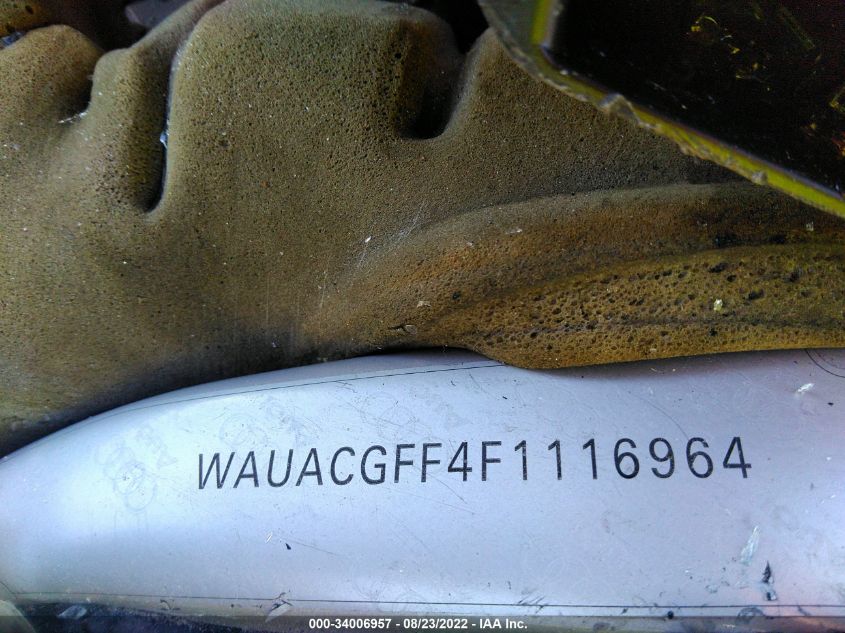 WAUACGFF4F1116964
000-34006957 - 08/23/2022 - IAA Inc.